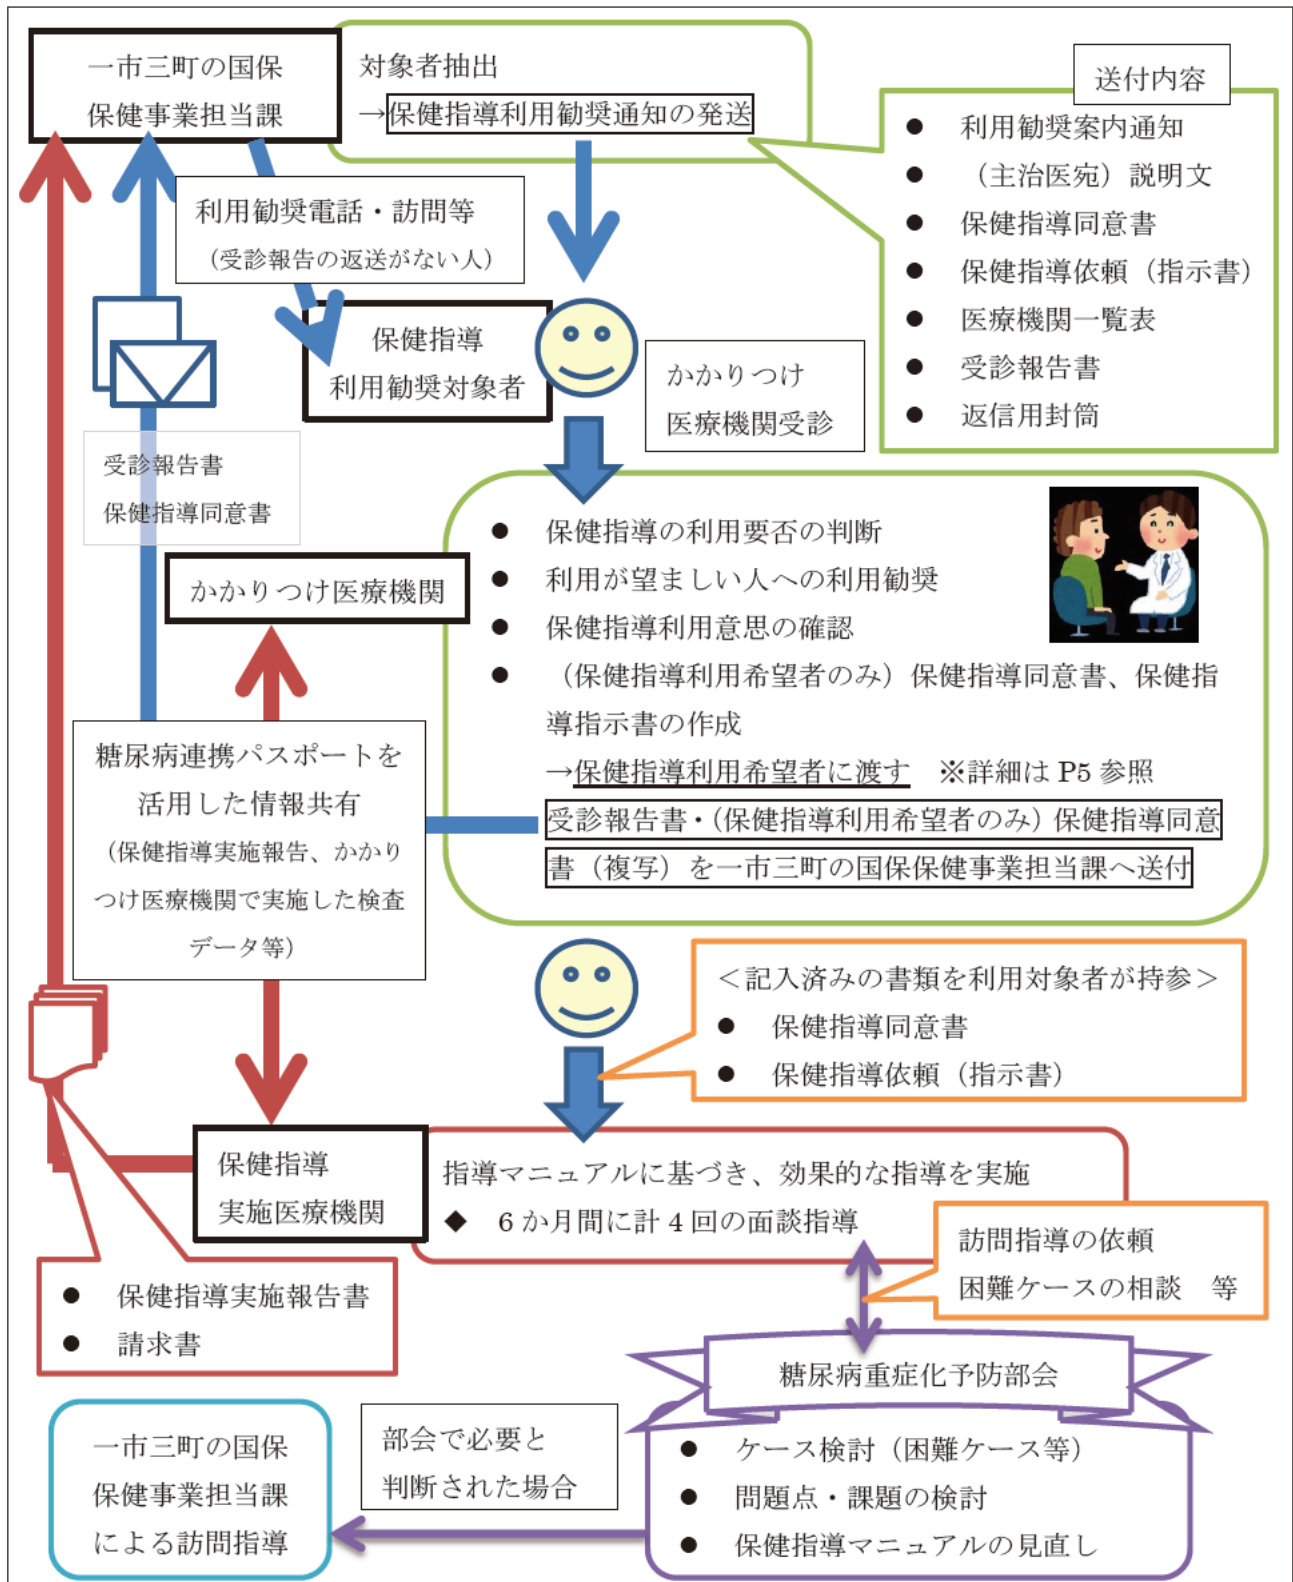 一市三町の国保
保健事業担当課
対象者抽出
→保健指導利用勧奨通知の発送
送付内容
● 利用勧奨案内通知
● （主治医宛）説明文
● 保健指導同意書
● 保健指導依頼（指示書）
● 医療機関一覧表
● 受診報告書
● 返信用封筒
利用勧奨電話・訪問等
（受診報告の返送がない人）
保健指導
利用勧奨対象者
かかりつけ
医療機関受診
受診報告書
保健指導同意書
かかりつけ医療機関
● 保健指導の利用要否の判断
● 利用が望ましい人への利用勧奨
● 保健指導利用意思の確認
● （保健指導利用希望者のみ）保健指導同意書、保健指
導指示書の作成
→保健指導利用希望者に渡す　※詳細は P5 参照
受診報告書・（保健指導利用希望者のみ）保健指導同意
書（複写）を一市三町の国保保健事業担当課へ送付
糖尿病連携パスポートを
活用した情報共有
（保健指導実施報告、かかり
つけ医療機関で実施した検査
データ等）
＜記入済みの書類を利用対象者が持参＞
● 保健指導同意書
● 保健指導依頼（指示書）
保健指導
実施医療機関
指導マニュアルに基づき、効果的な指導を実施
◆ 6 か月間に計 4 回の面談指導
訪問指導の依頼
困難ケースの相談　等
● 保健指導実施報告書
● 請求書
糖尿病重症化予防部会
● ケース検討（困難ケース等）
● 問題点・課題の検討
● 保健指導マニュアルの見直し
部会で必要と
判断された場合
一市三町の国保
保健事業担当課
による訪問指導